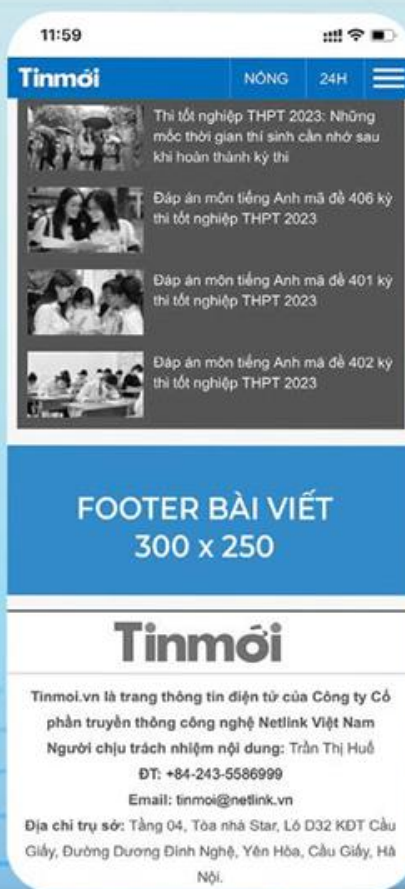 11:59
Tinmới
NÓNG
24H
Thi tốt nghiệp THPT 2023: Những
mốc thời gian thí sinh cần nhớ sau
khi hoàn thành kỳ thi
Đáp án môn tiếng Anh mã đề 406 kỳ
thi tốt nghiệp THPT 2023
Đáp án môn tiếng Anh mã đề 401 kỳ
thi tốt nghiệp THPT 2023
Đáp án môn tiếng Anh mã đề 402 kỳ
thi tốt nghiệp THPT 2023
FOOTER BÀI VIẾT
300 x 250
Tinmới
Tinmoi.vn là trang thông tin điện tử của Công ty Cổ
phần truyền thông công nghệ Netlink Việt Nam
Người chịu trách nhiệm nội dung: Trần Thị Huế
ĐT: +84-243-5586999
Email: tinmoi@netlink.vn
Địa chỉ trụ sở: Tầng 04, Tòa nhà Star, Lô D32 KDT Cầu
Giấy, Đường Dương Đình Nghệ, Yên Hòa, Cầu Giấy, Hà
Nội.